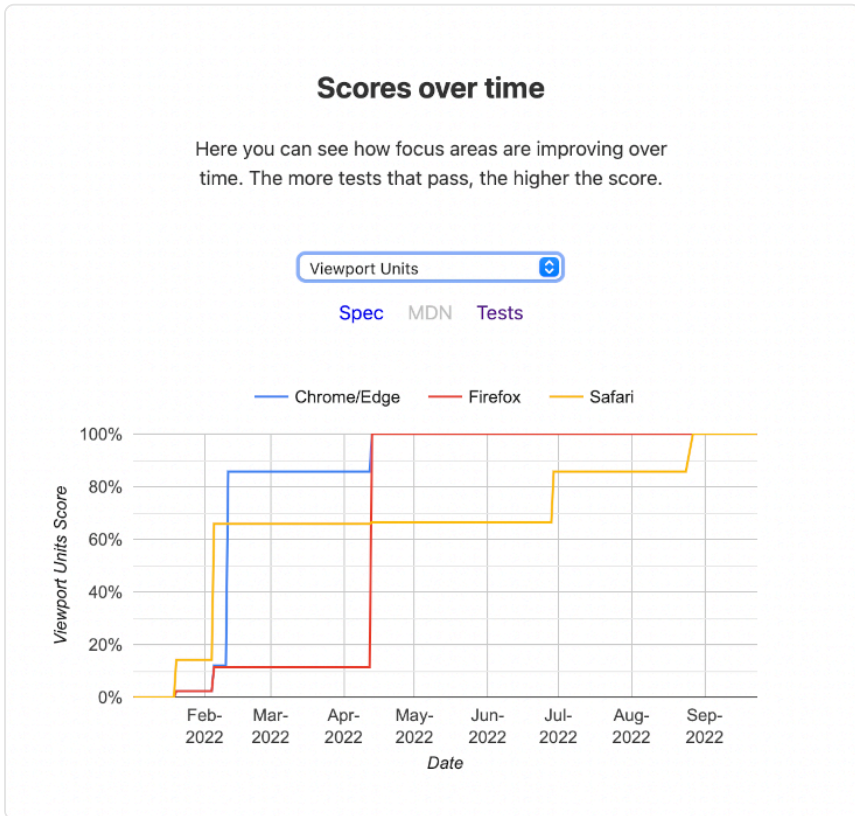 Scores over time
Here you can see how focus areas are improving over
time. The more tests that pass, the higher the score.
Viewport Units
Spec MDN Tests
Chrome/Edge Firefox Safari
100%
80%
60%
40%
20%
0%
Viewport Units Score
Feb-
2022
Mar-
2022
Apr-
2022
May-
2022
Jun-
2022
Jul-
2022
Aug-
2022
Sep-
2022
Date